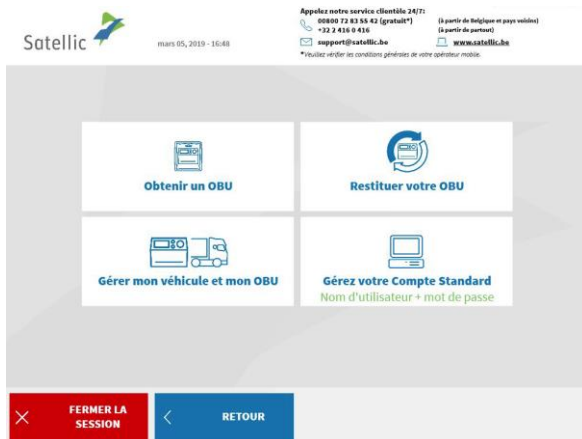 Satellic
mars 05, 2019 - 16:48
Appelez notre service clientèle 24/7:
00800 72 83 55 42 (gratuit*) (à partir de Belgique et pays voisins)
+32 2 416 0 416 (à partir de partout)
support@satellic.be www.satellic.be
*Veuillez vérifier les conditions générales de votre opérateur mobile.
Obtenir un OBU
Restituer votre OBU
Gérer mon véhicule et mon OBU
Gérez votre Compte Standard
Nom d'utilisateur + mot de passe
FERMER LA
SESSION
RETOUR